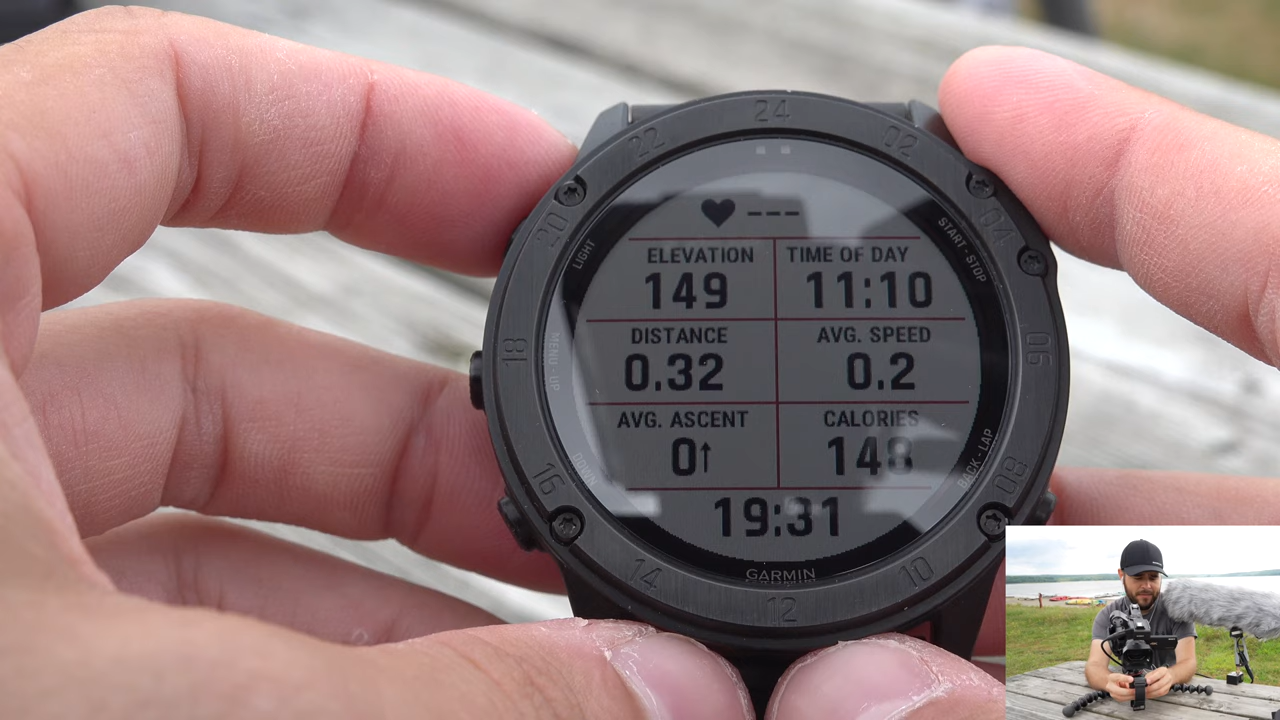 24
22
02
20
04
LIGHT
START - STOP
---
ELEVATION
TIME OF DAY
149
11:10
DISTANCE
AVG. SPEED
18
MENU - UP
06
0.32
0.2
AVG. ASCENT
CALORIES
0↑
148
DOWN
BACK - LAP
16
08
19:31
GARMIN
14
10
12